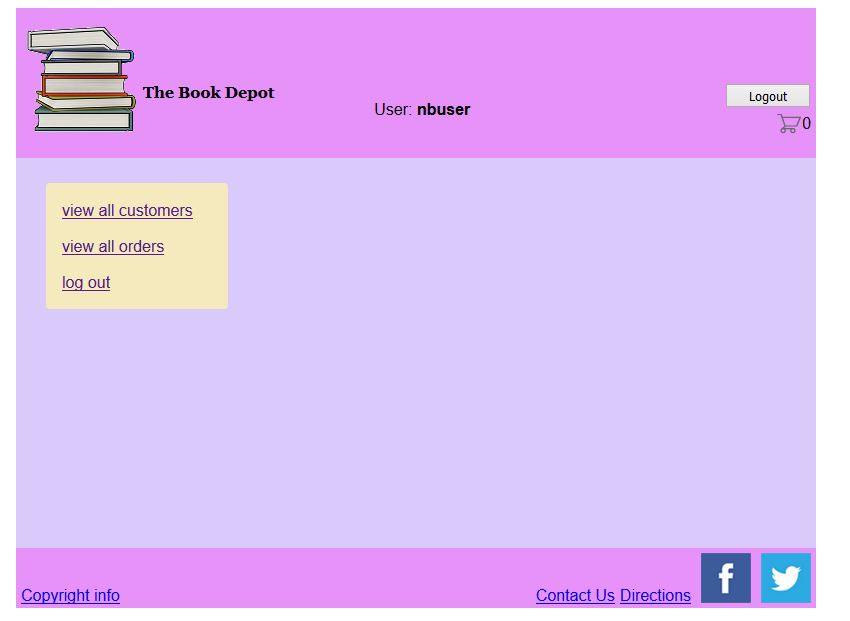 The Book Depot
User: nbuser
Logout
0
view all customers
view all orders
log out
Copyright info
Contact Us Directions